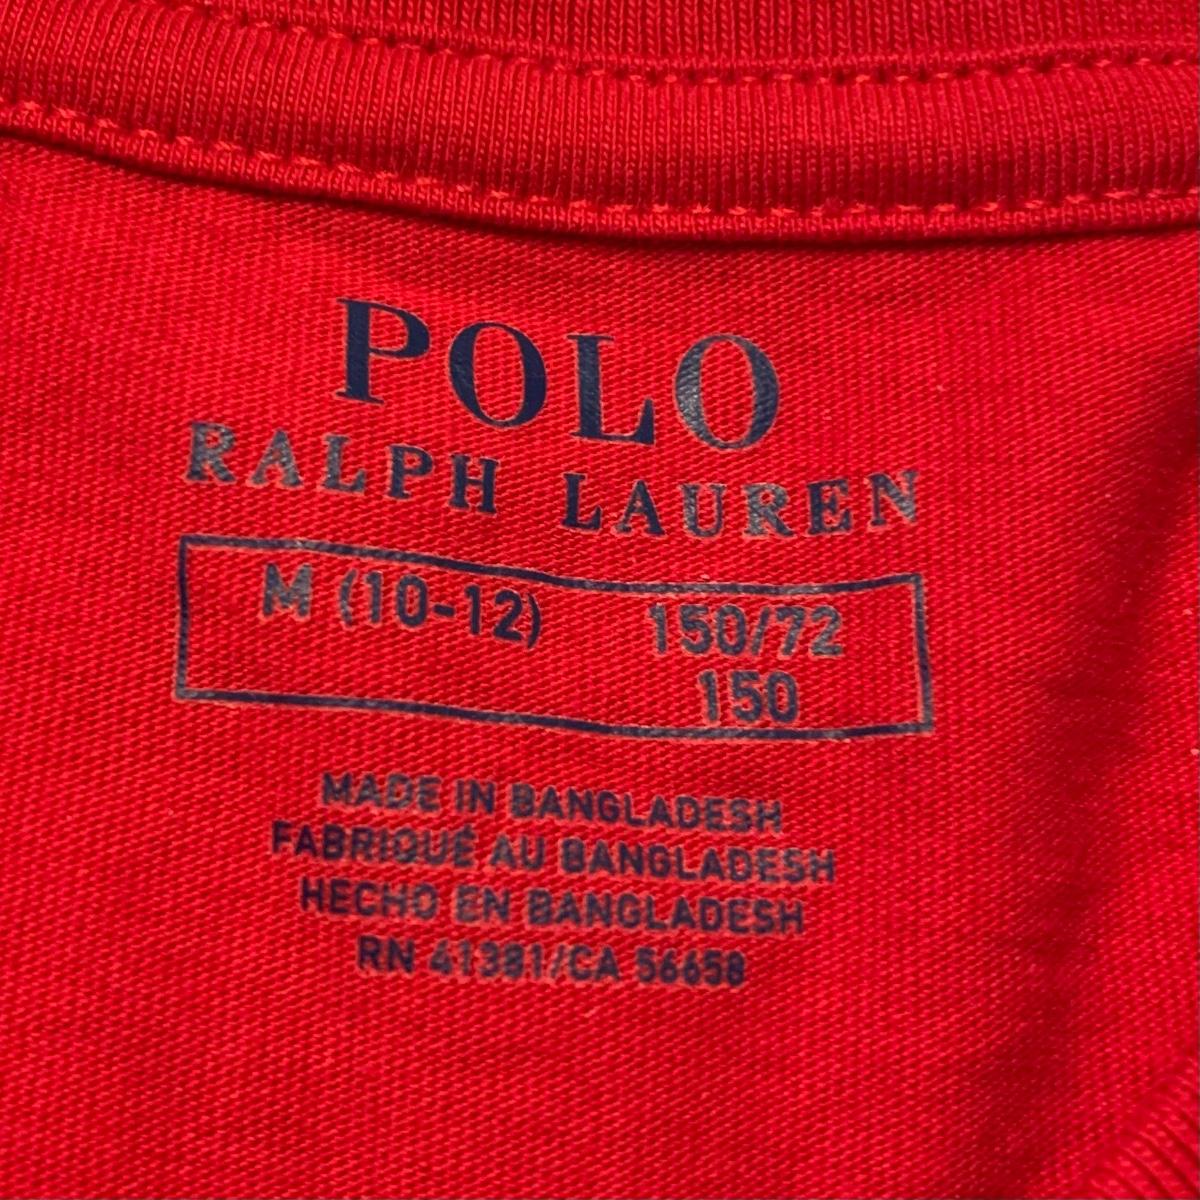 POLO
RALPH LAUREN
M (10-12) 150/72
150
MADE IN BANGLADESH
FABRIQUÉ AU BANGLADESH
HECHO EN BANGLADESH
RN 41381/CA 56658